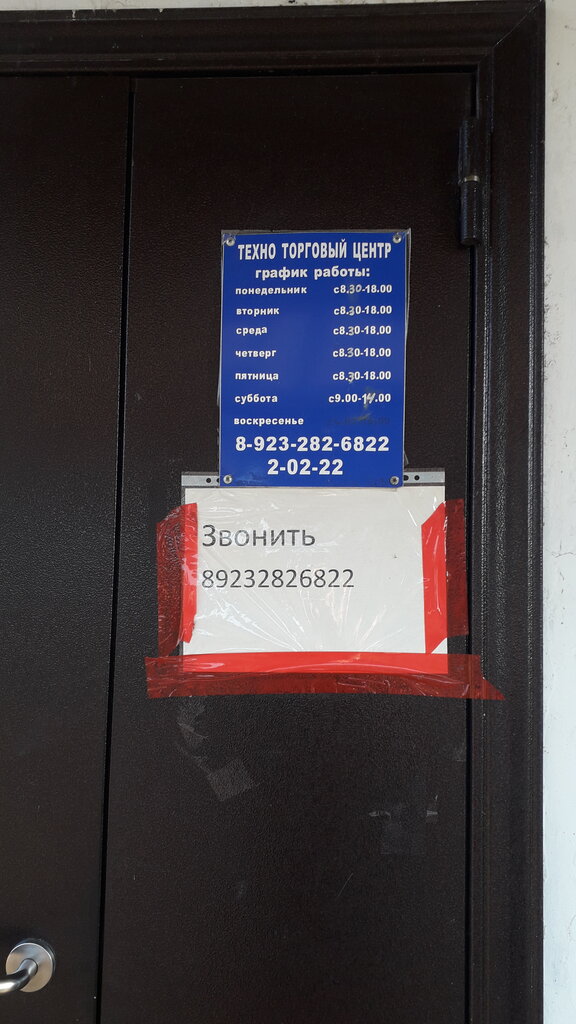 ТЕХНО ТОРГОВЫЙ ЦЕНТР
график работы:
понедельник с8.30-18.00
вторник с8.30-18.00
среда с8.30-18.00
четверг с8.30-18.00
пятница с8.30-18.00
суббота
воскресенье
8-923-282-6822
2-02-22
Звонить
89232826822